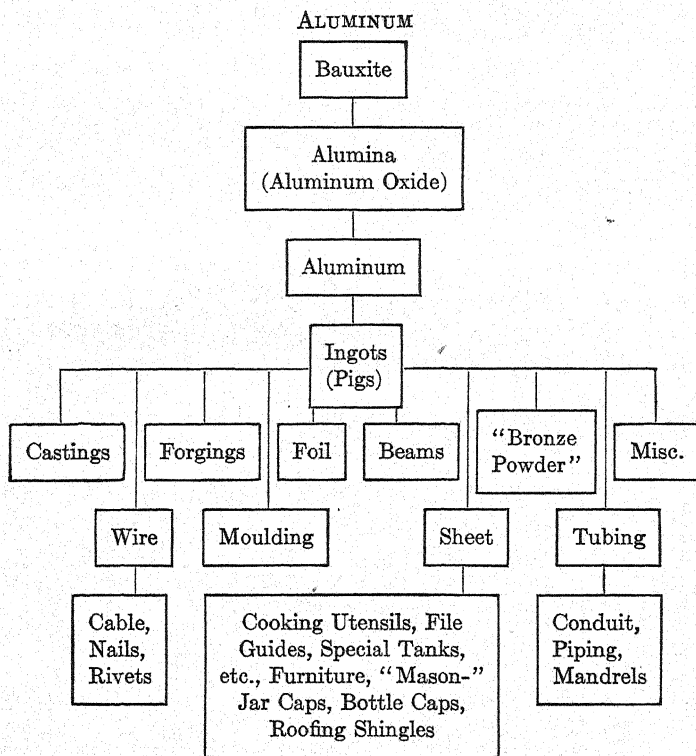 ALUMINUM
Bauxite
Alumina
(Aluminum Oxide)
Aluminum
Ingots
(Pigs)
Castings
Forgings
Foil
Beams
“Bronze
Powder”
Misc.
Wire
Moulding
Sheet
Tubing
Cable,
Nails,
Rivets
Cooking Utensils, File
Guides, Special Tanks,
etc., Furniture, “Mason-”
Jar Caps, Bottle Caps,
Roofing Shingles
Conduit,
Piping,
Mandrels